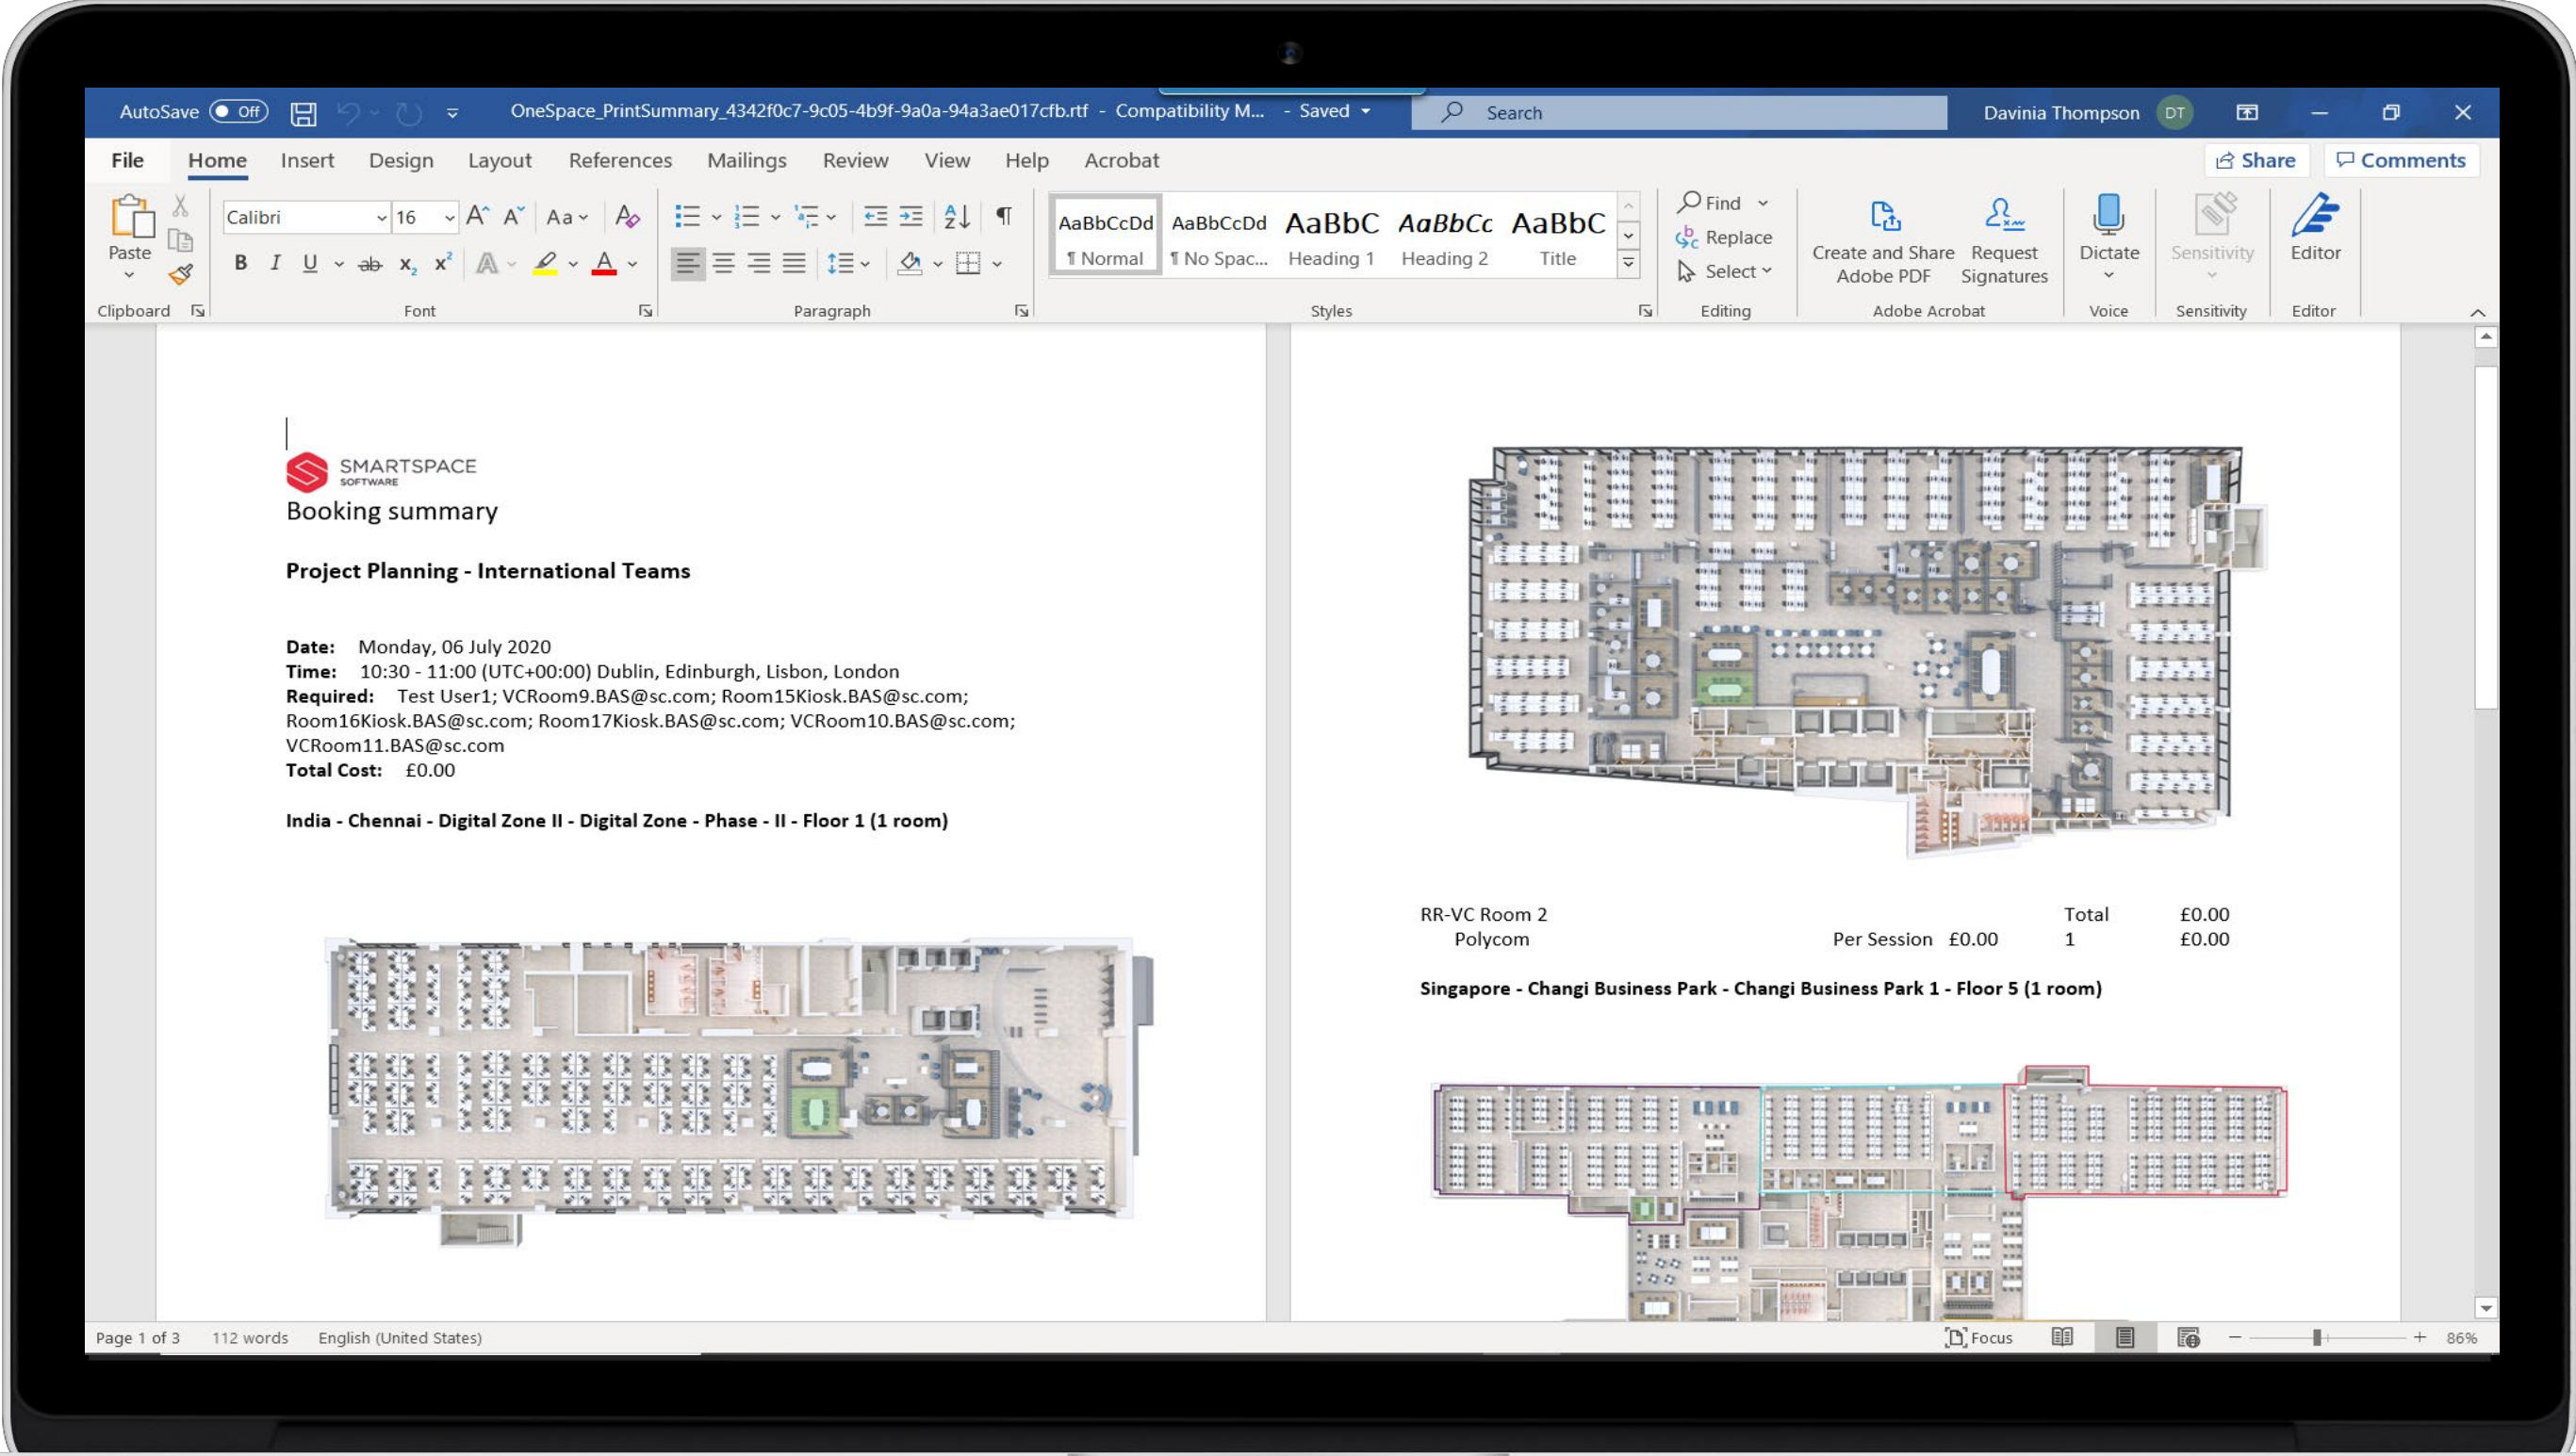 AutoSave Off OneSpace_PrintSummary_4342f0c7-9c05-4b9f-9a0a-94a3ae017cfb.rtf - Compatibility M... - Saved Search Davinia Thompson DT
File Home Insert Design Layout References Mailings Review View Help Acrobat Share Comments
Paste
Calibri 16 Aa
B I U ab x2 x2 A A
AaBbCcDd AaBbCcDd AaBbC AaBbCc AaBbC
¶ Normal ¶ No Spac... Heading 1 Heading 2 Title
Find
Replace
Select
Create and Share
Adobe PDF
Request
Signatures
Dictate
Sensitivity
Editor
Clipboard Font Paragraph Styles Editing Adobe Acrobat Voice Sensitivity Editor
SMARTSPACE
SOFTWARE
Booking summary
Project Planning - International Teams
Date: Monday, 06 July 2020
Time: 10:30 - 11:00 (UTC+00:00) Dublin, Edinburgh, Lisbon, London
Required: Test User1; VCRoom9.BAS@sc.com; Room15Kiosk.BAS@sc.com;
Room16Kiosk.BAS@sc.com; Room17Kiosk.BAS@sc.com; VCRoom10.BAS@sc.com;
VCRoom11.BAS@sc.com
Total Cost: £0.00
India - Chennai - Digital Zone II - Digital Zone - Phase - II - Floor 1 (1 room)
RR-VC Room 2 Total £0.00
Polycom Per Session £0.00 1 £0.00
Singapore - Changi Business Park - Changi Business Park 1 - Floor 5 (1 room)
Page 1 of 3 112 words English (United States) Focus 86%